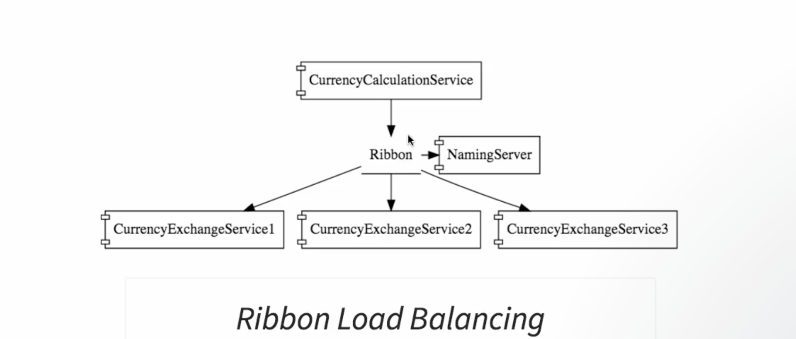 CurrencyCalculationService
Ribbon
NamingServer
CurrencyExchangeService1
CurrencyExchangeService2
CurrencyExchangeService3
Ribbon Load Balancing